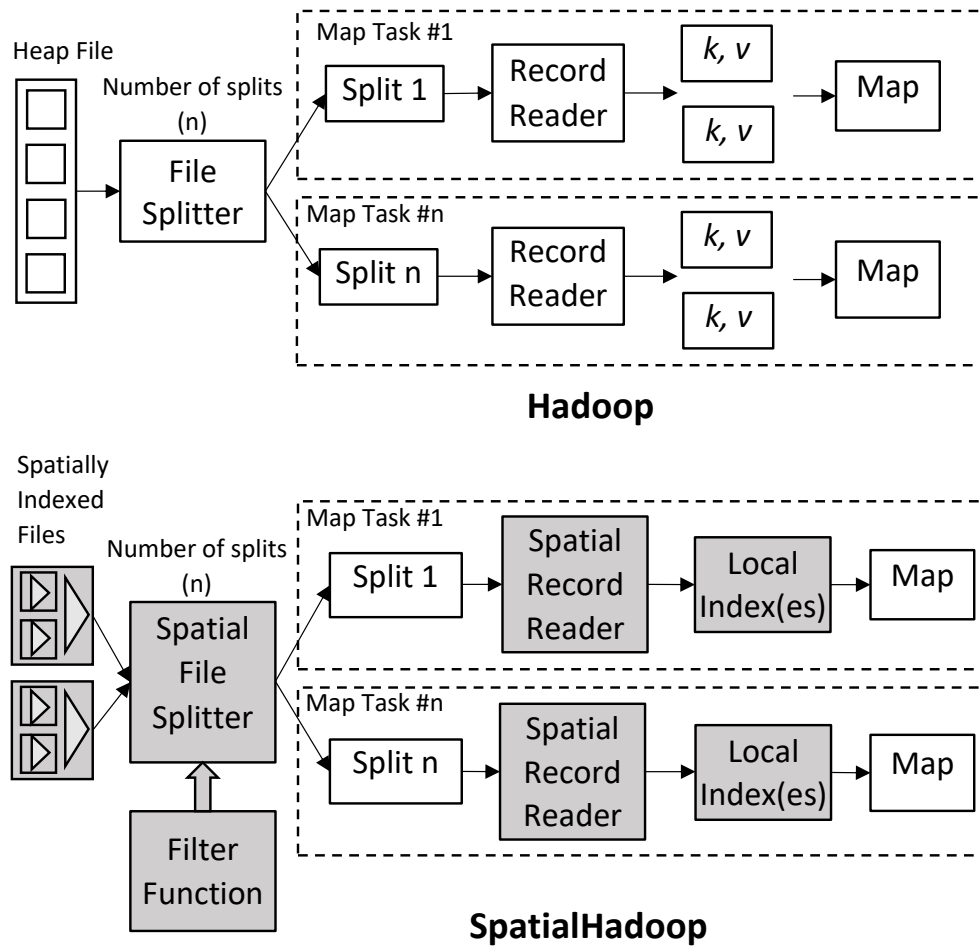 Heap File
Number of splits
(n)
File
Splitter
Map Task #1
Split 1
Record
Reader
k, v
k, v
Map
Map Task #n
Split n
Record
Reader
k, v
k, v
Map
Hadoop
Spatially
Indexed
Files
Number of splits
(n)
Spatial
File
Splitter
Filter
Function
Map Task #1
Split 1
Spatial
Record
Reader
Local
Index(es)
Map
Map Task #n
Split n
Spatial
Record
Reader
Local
Index(es)
Map
SpatialHadoop